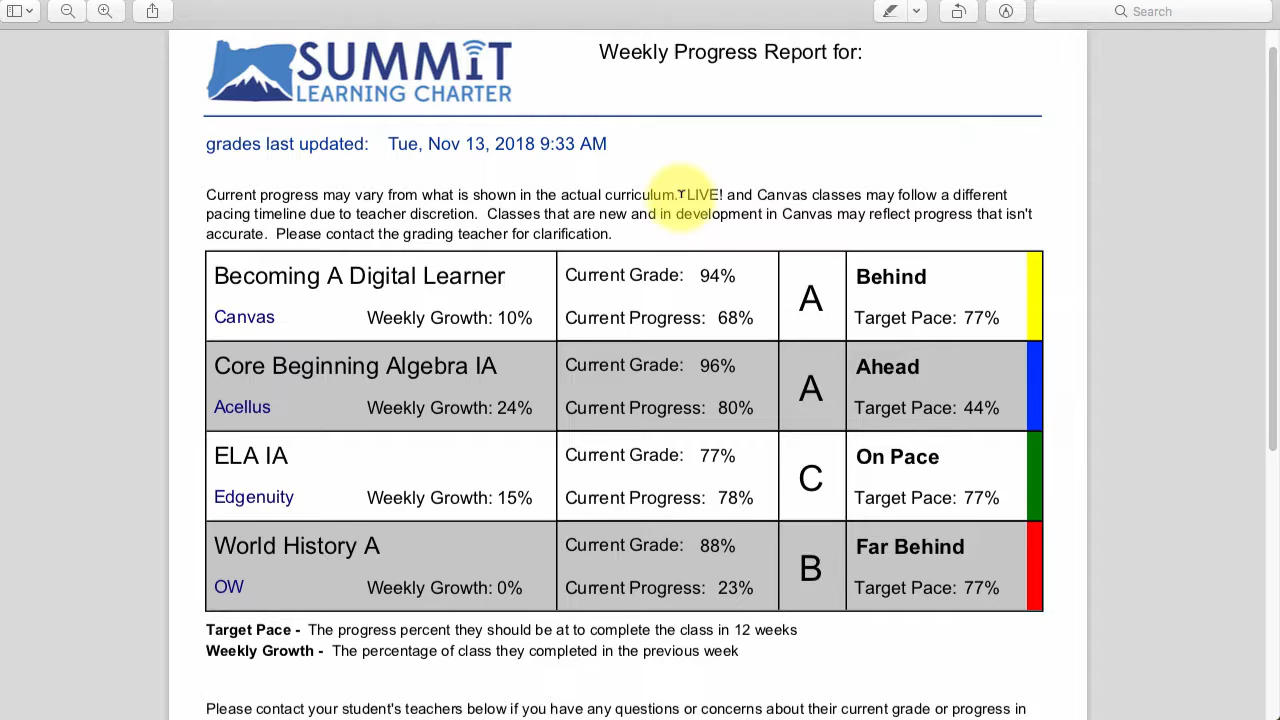 Search
SUMMIT
LEARNING CHARTER
Weekly Progress Report for:
grades last updated: Tue, Nov 13, 2018 9:33 AM
Current progress may vary from what is shown in the actual curriculum. LIVE! and Canvas classes may follow a different
pacing timeline due to teacher discretion. Classes that are new and in development in Canvas may reflect progress that isn't
accurate. Please contact the grading teacher for clarification.
Becoming A Digital Learner Current Grade: 94% A Behind
Canvas Weekly Growth: 10% Current Progress: 68% Target Pace: 77%
Core Beginning Algebra IA Current Grade: 96% A Ahead
Acellus Weekly Growth: 24% Current Progress: 80% Target Pace: 44%
ELA IA Current Grade: 77% C On Pace
Edgenuity Weekly Growth: 15% Current Progress: 78% Target Pace: 77%
World History A Current Grade: 88% B Far Behind
OW Weekly Growth: 0% Current Progress: 23% Target Pace: 77%
Target Pace - The progress percent they should be at to complete the class in 12 weeks
Weekly Growth - The percentage of class they completed in the previous week
Please contact your student's teachers below if you have any questions or concerns about their current grade or progress in